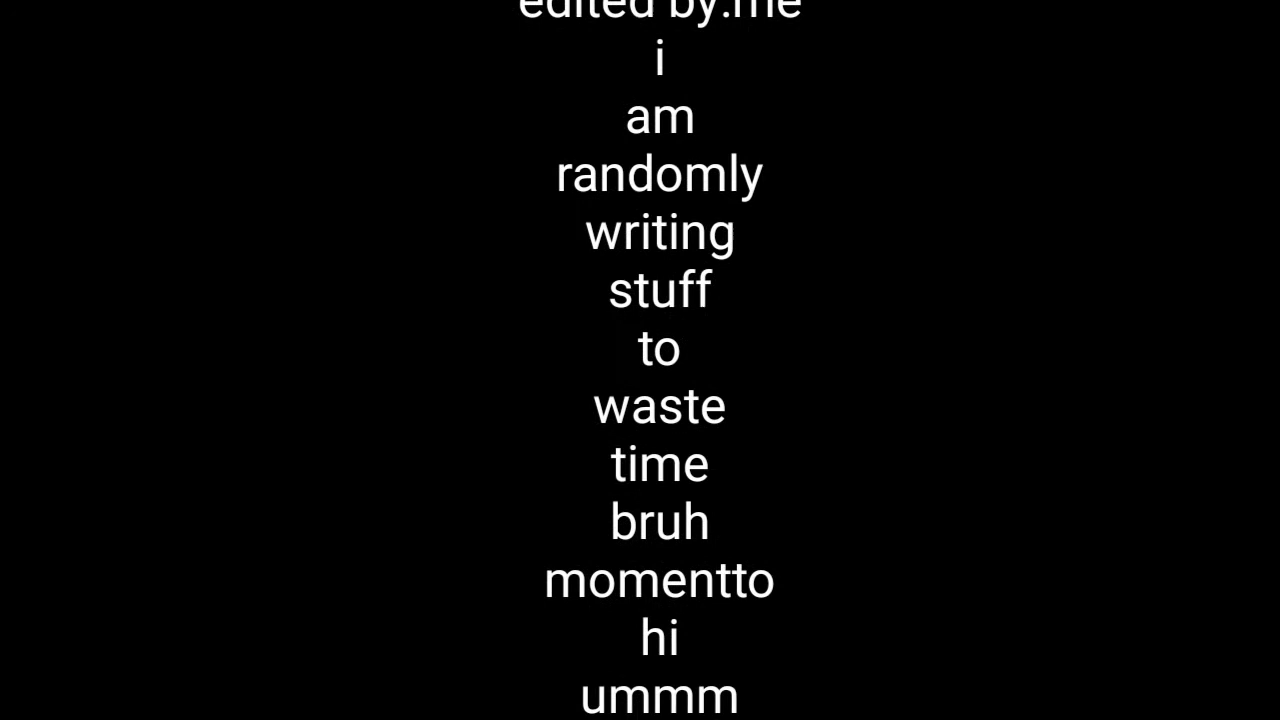 edited by:me
i
am
randomly
writing
stuff
to
waste
time
bruh
momentto
hi
ummm